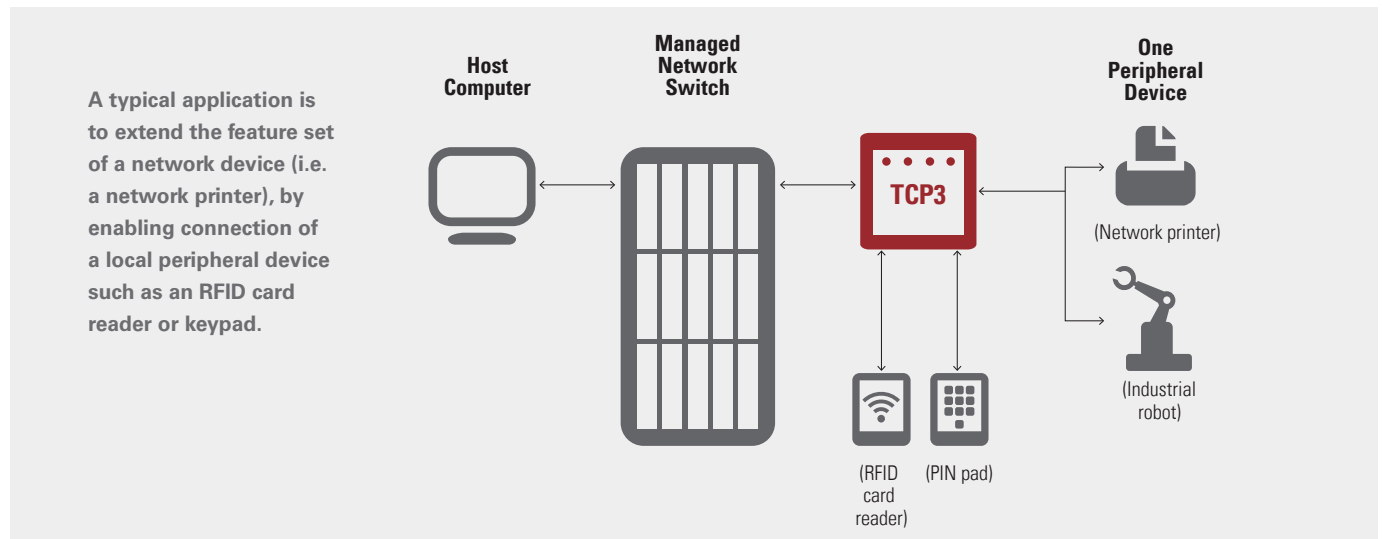 A typical application is
to extend the feature set
of a network device (i.e.
a network printer), by
enabling connection of
a local peripheral device
such as an RFID card
reader or keypad.
Host
Computer
Managed
Network
Switch
One
Peripheral
Device
TCP3
(Network printer)
(Industrial
robot)
(RFID
card
reader)
(PIN pad)